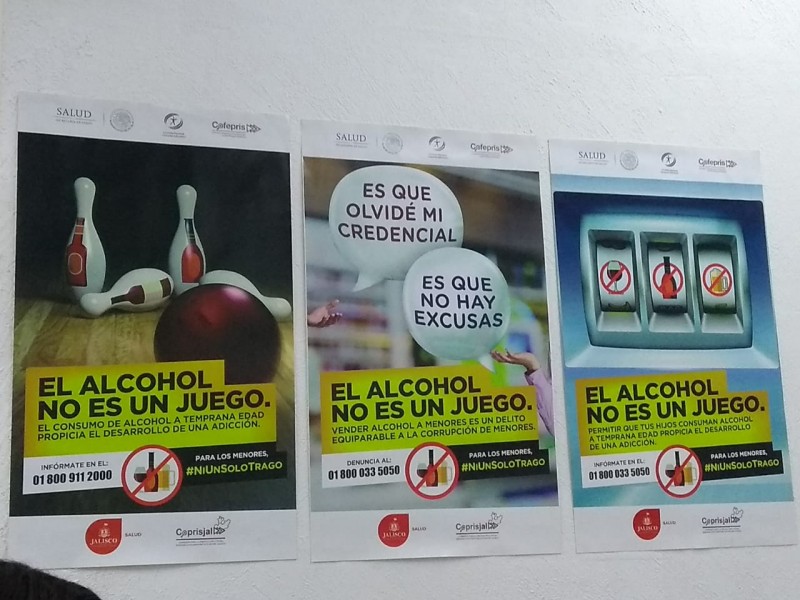 SALUD
Cofepris
EL ALCOHOL
NO ES UN JUEGO.
EL CONSUMO DE ALCOHOL A TEMPRANA EDAD
PROPICIA EL DESARROLLO DE UNA ADICCIÓN.
INFÓRMATE EN EL:
01 800 911 2000
PARA LOS MENORES,
#NIUNSOLOTRAGO
JALISCO
SALUD
Coprisjal
SALUD
Cofepris
ES QUE
OLVIDÉ MI
CREDENCIAL
ES QUE
NO HAY
EXCUSAS
EL ALCOHOL
NO ES UN JUEGO.
VENDER ALCOHOL A MENORES ES UN DELITO
EQUIPARABLE A LA CORRUPCIÓN DE MENORES.
DENUNCIA AL:
01 800 033 5050
PARA LOS MENORES,
#NIUNSOLOTRAGO
JALISCO
SALUD
Coprisjal
SALUD
Cofepris
EL ALCOHOL
NO ES UN JUEGO.
PERMITIR QUE TUS HIJOS CONSUMAN ALCOHOL
A TEMPRANA EDAD PROPICIA EL DESARROLLO
DE UNA ADICCIÓN.
INFÓRMATE EN EL:
01 800 033 5050
PARA LOS MENORES,
#NIUNSOLOTRAGO
JALISCO
SALUD
Coprisjal